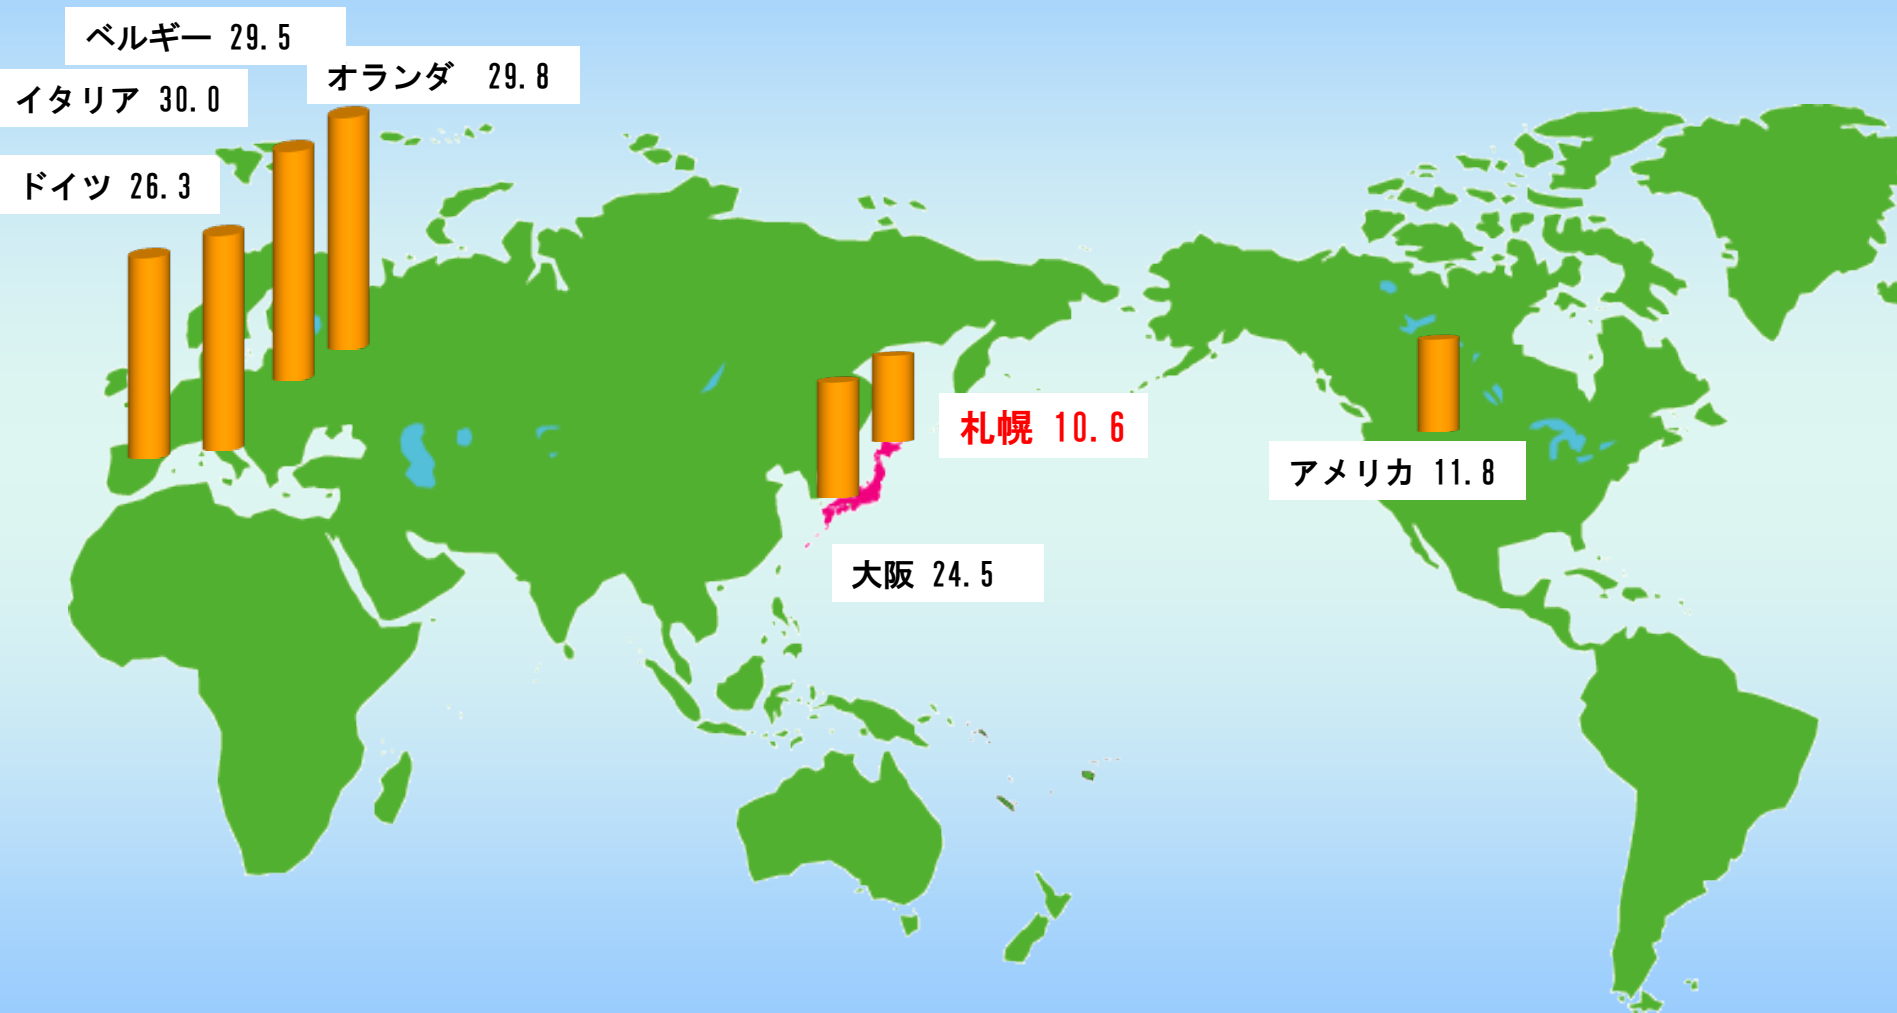 ベルギー 29.5
オランダ 29.8
イタリア 30.0
ドイツ 26.3
札幌 10.6
アメリカ 11.8
大阪 24.5